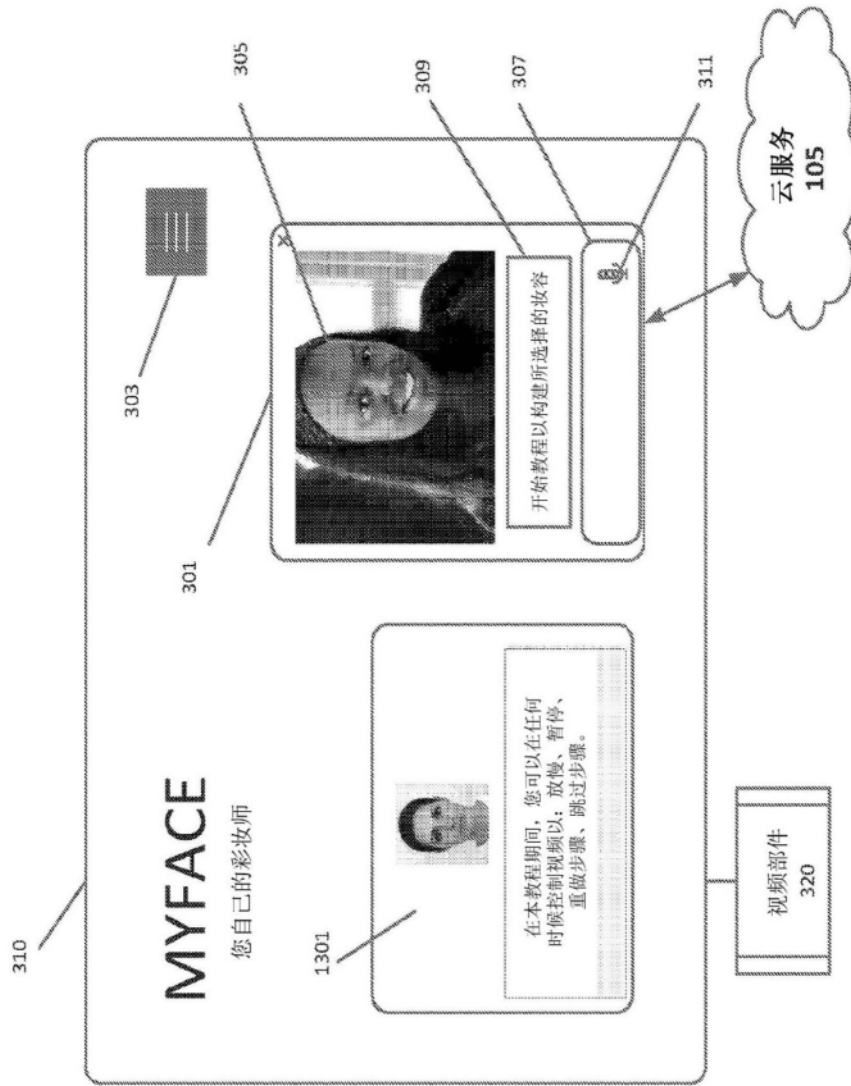 310
MYFACE
您自己的彩妆师
303
301
305
309
307
311
1301
在本教程期间，您可以在任何
时候控制视频以：放慢、暂停、
重做步骤、跳过步骤。
×
开始教程以构建所选择的妆容
视频部件
320
云服务
105